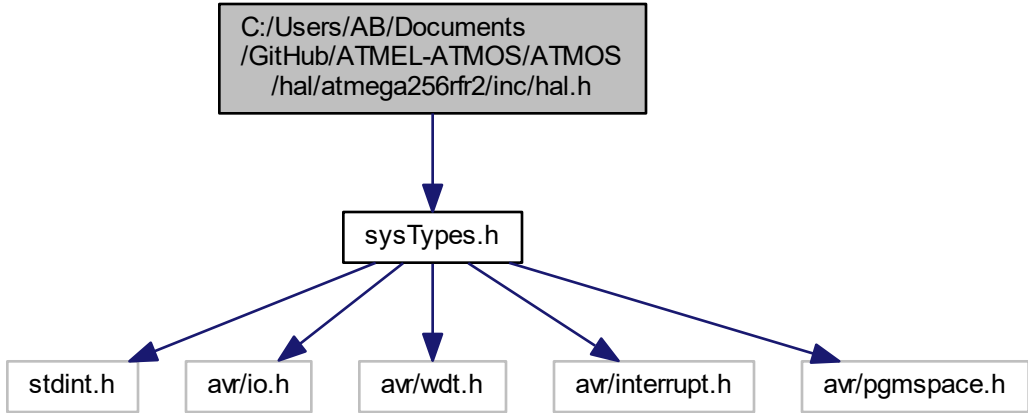 C:/Users/AB/Documents
/GitHub/ATMEL-ATMOS/ATMOS
/hal/atmega256rfr2/inc/hal.h
sysTypes.h
stdint.h
avr/io.h
avr/wdt.h
avr/interrupt.h
avr/pgmspace.h